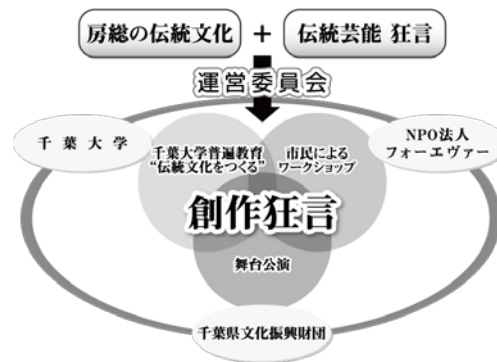 房総の伝統文化 + 伝統芸能 狂言
運営委員会
千葉大学
NPO法人
フォーエヴァー
千葉大学普遍教育
“伝統文化をつくる”
市民による
ワークショップ
創作狂言
舞台公演
千葉県文化振興財団